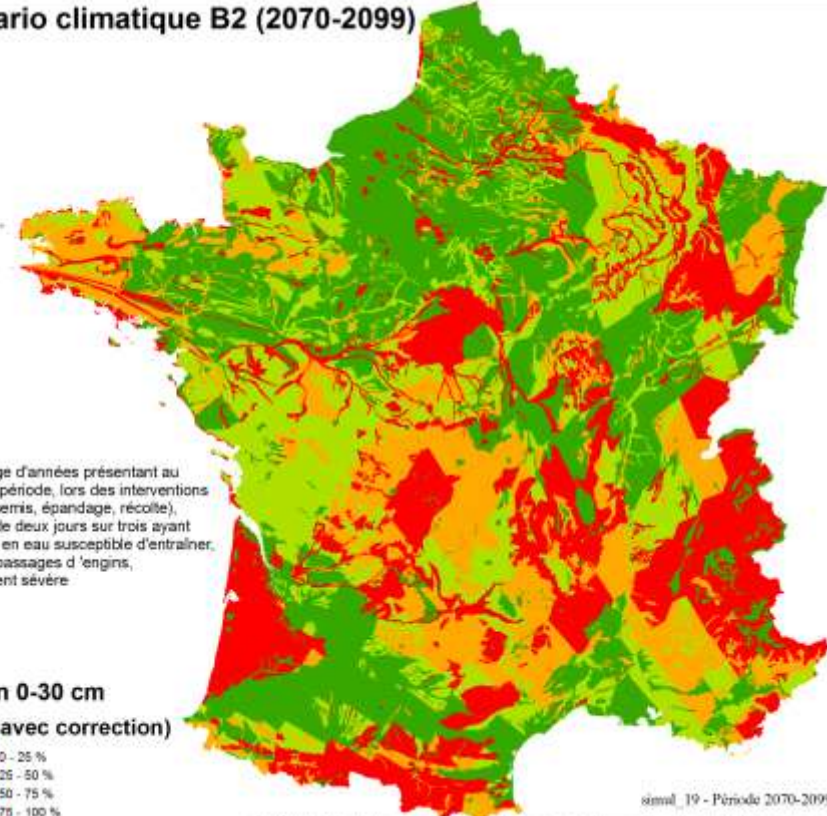 ario climatique B2 (2070-2099)
ge d'années présentant au
période, lors des interventions
emis, épandage, récolte),
te deux jours sur trois ayant
en eau susceptible d'entraîner,
passages d 'engins,
ent sévère
n 0-30 cm
avec correction)
0 - 25 %
25 - 50 %
50 - 75 %
75 - 100 %
simul_19 - Période 2070-2099